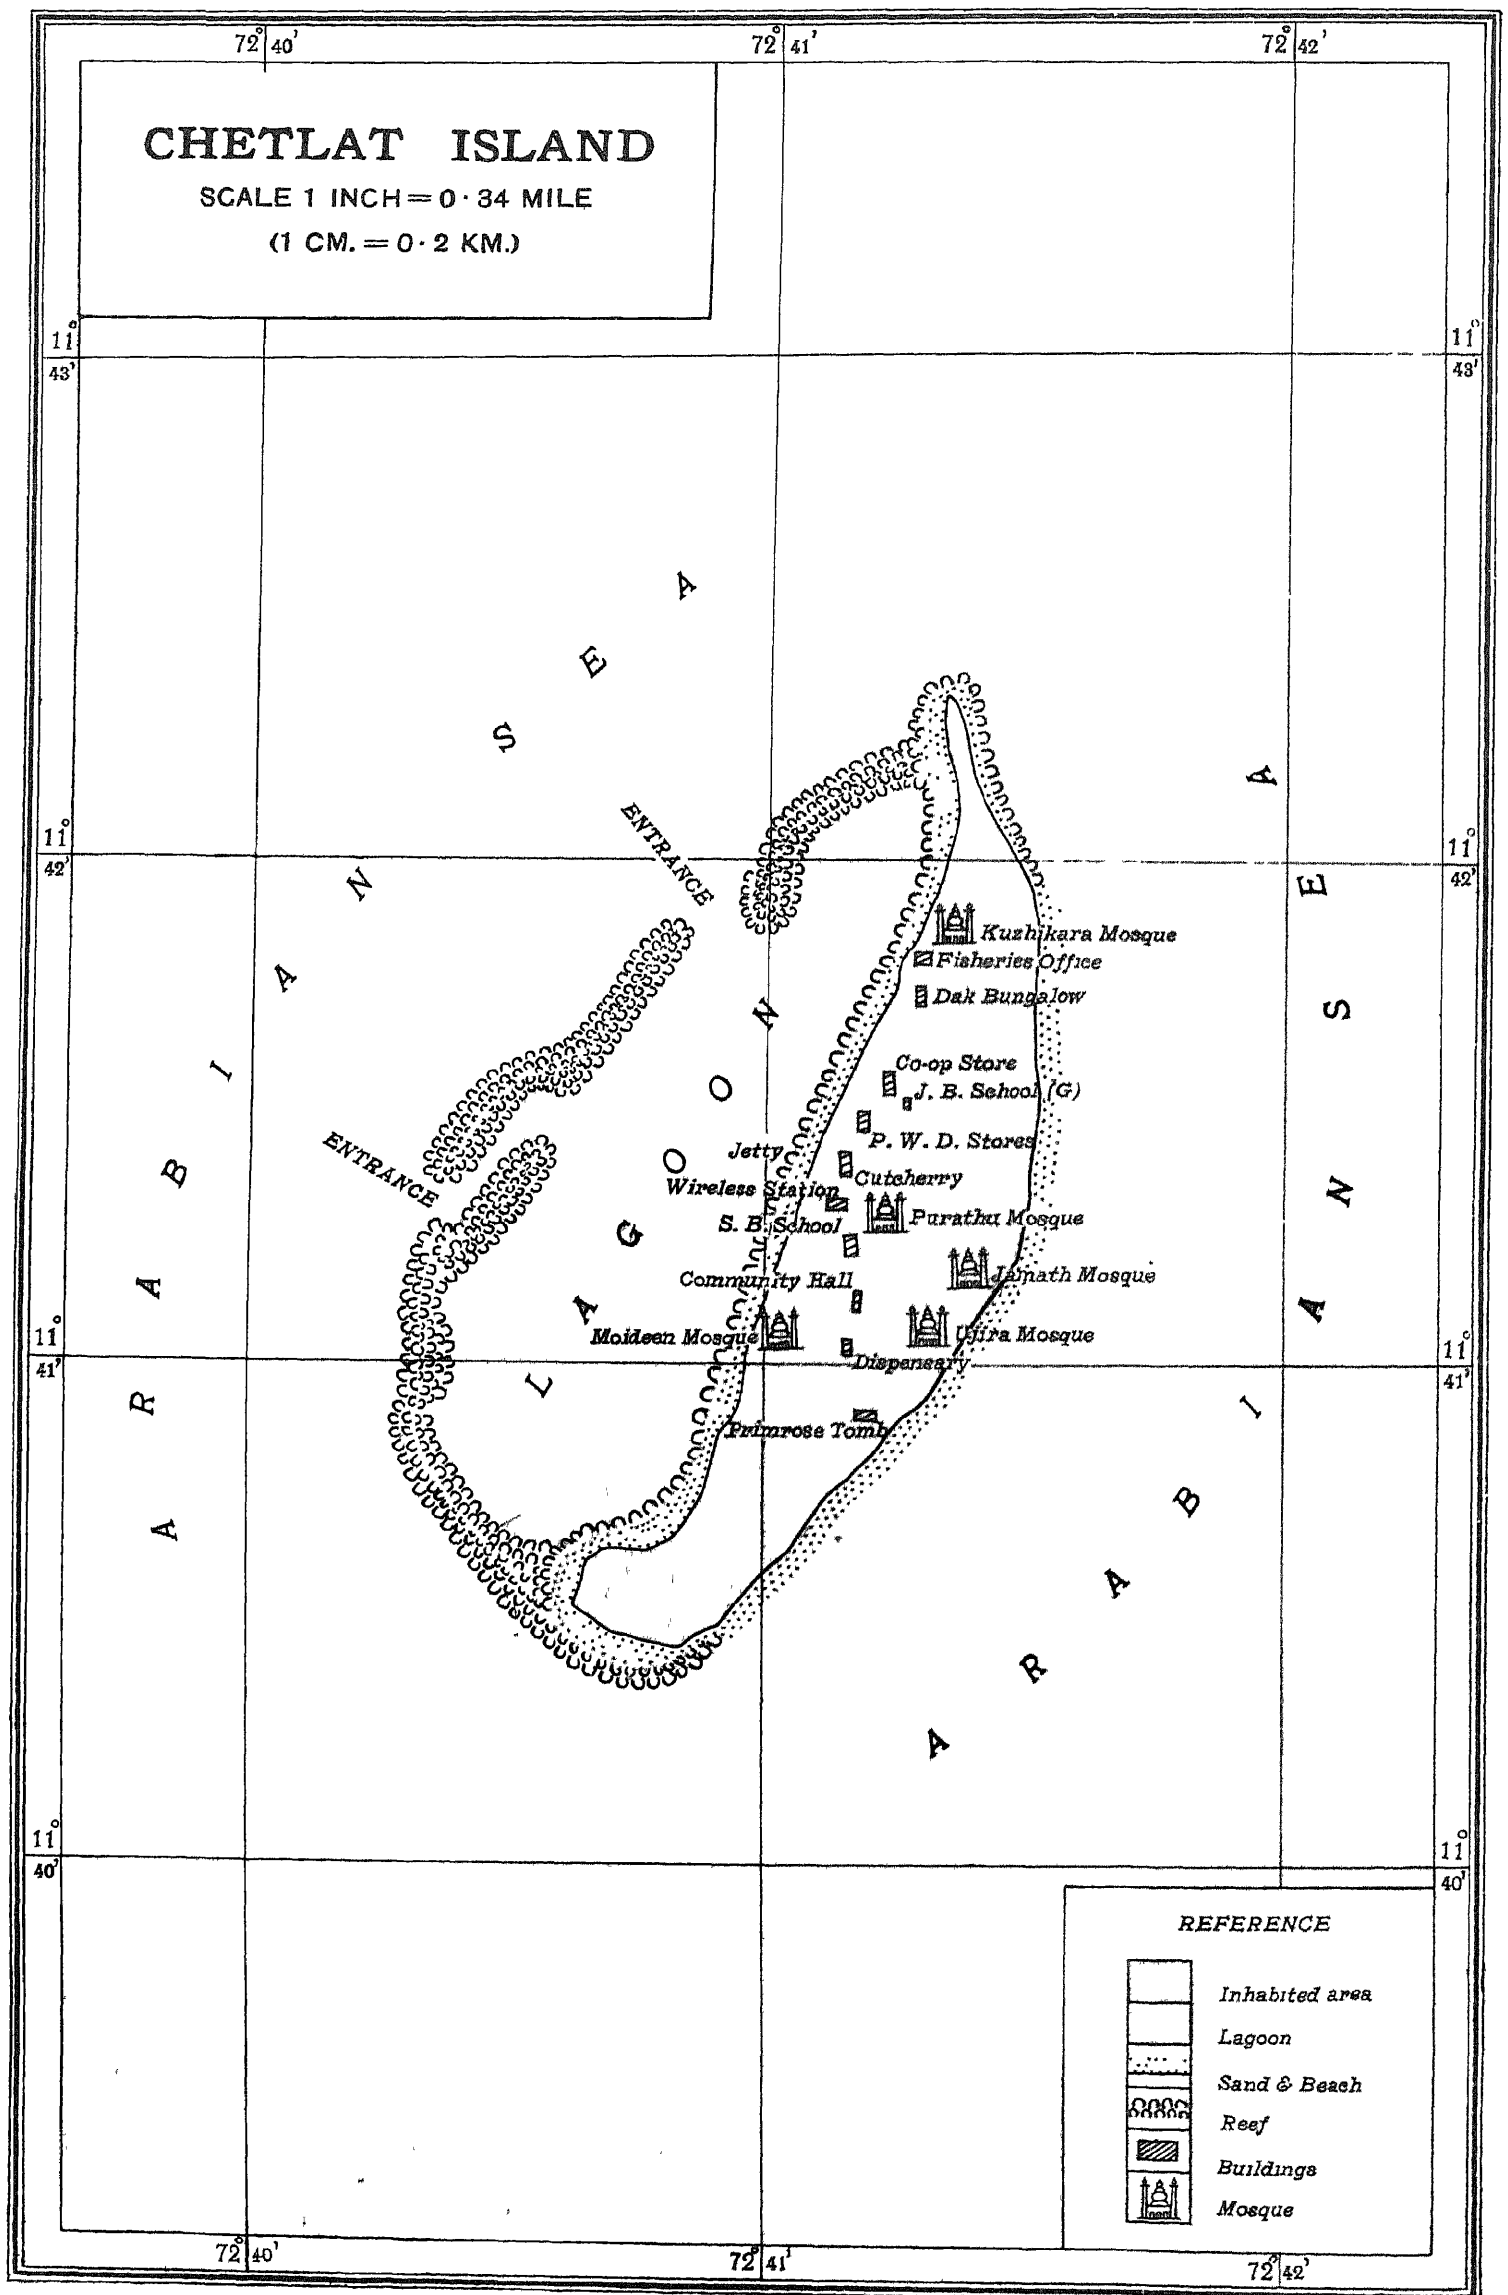 72° 40'
72° 41'
72° 42'
CHETLAT ISLAND
SCALE 1 INCH = 0·34 MILE
(1 CM. = 0·2 KM.)
11° 43'
11° 43'
ARABIAN SEA
ENTRANCE
11° 42'
11° 42'
Kuzhikara Mosque
Fisheries Office
Dak Bungalow
LAGOON
Co-op Store
J. B. School (G)
P. W. D. Stores
ENTRANCE
Jetty
Cutcherry
Wireless Station
Purathu Mosque
S. B. School
Jamath Mosque
Community Hall
Moideen Mosque
Ujira Mosque
11° 41'
11° 41'
Dispensary
Primrose Tomb
ARABIAN SEA
11° 40'
11° 40'
REFERENCE
Inhabited area
Lagoon
Sand & Beach
Reef
Buildings
Mosque
72° 40'
72° 41'
72° 42'